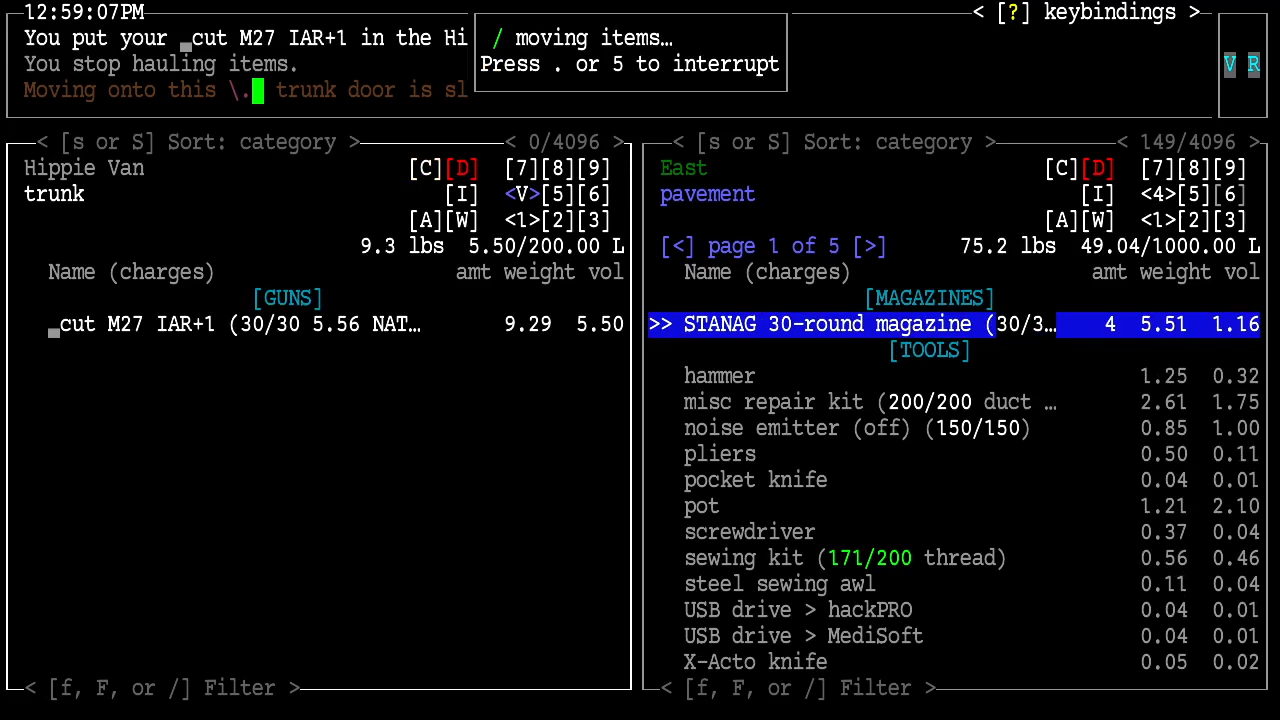 12:59:07PM
< [?] keybindings >
You put your _cut M27 IAR+1 in the Hi
/ moving items…
You stop hauling items.
Press . or 5 to interrupt
V R
Moving onto this \. trunk door is sl
< [s or S] Sort: category >
< 0/4096 >
Hippie Van [C][D] [7][8][9]
trunk [I] <V>[5][6]
[A][W] <1>[2][3]
9.3 lbs 5.50/200.00 L
Name (charges) amt weight vol
[GUNS]
_cut M27 IAR+1 (30/30 5.56 NAT… 9.29 5.50
< [f, F, or /] Filter >
< [s or S] Sort: category >
< 149/4096 >
East [C][D] [7][8][9]
pavement [I] <4>[5][6]
[A][W] <1>[2][3]
[<] page 1 of 5 [>] 75.2 lbs 49.04/1000.00 L
Name (charges) amt weight vol
[MAGAZINES]
>> STANAG 30-round magazine (30/3… 4 5.51 1.16
[TOOLS]
hammer 1.25 0.32
misc repair kit (200/200 duct … 2.61 1.75
noise emitter (off) (150/150) 0.85 1.00
pliers 0.50 0.11
pocket knife 0.04 0.01
pot 1.21 2.10
screwdriver 0.37 0.04
sewing kit (171/200 thread) 0.56 0.46
steel sewing awl 0.11 0.04
USB drive > hackPRO 0.04 0.01
USB drive > MediSoft 0.04 0.01
X-Acto knife 0.05 0.02
< [f, F, or /] Filter >